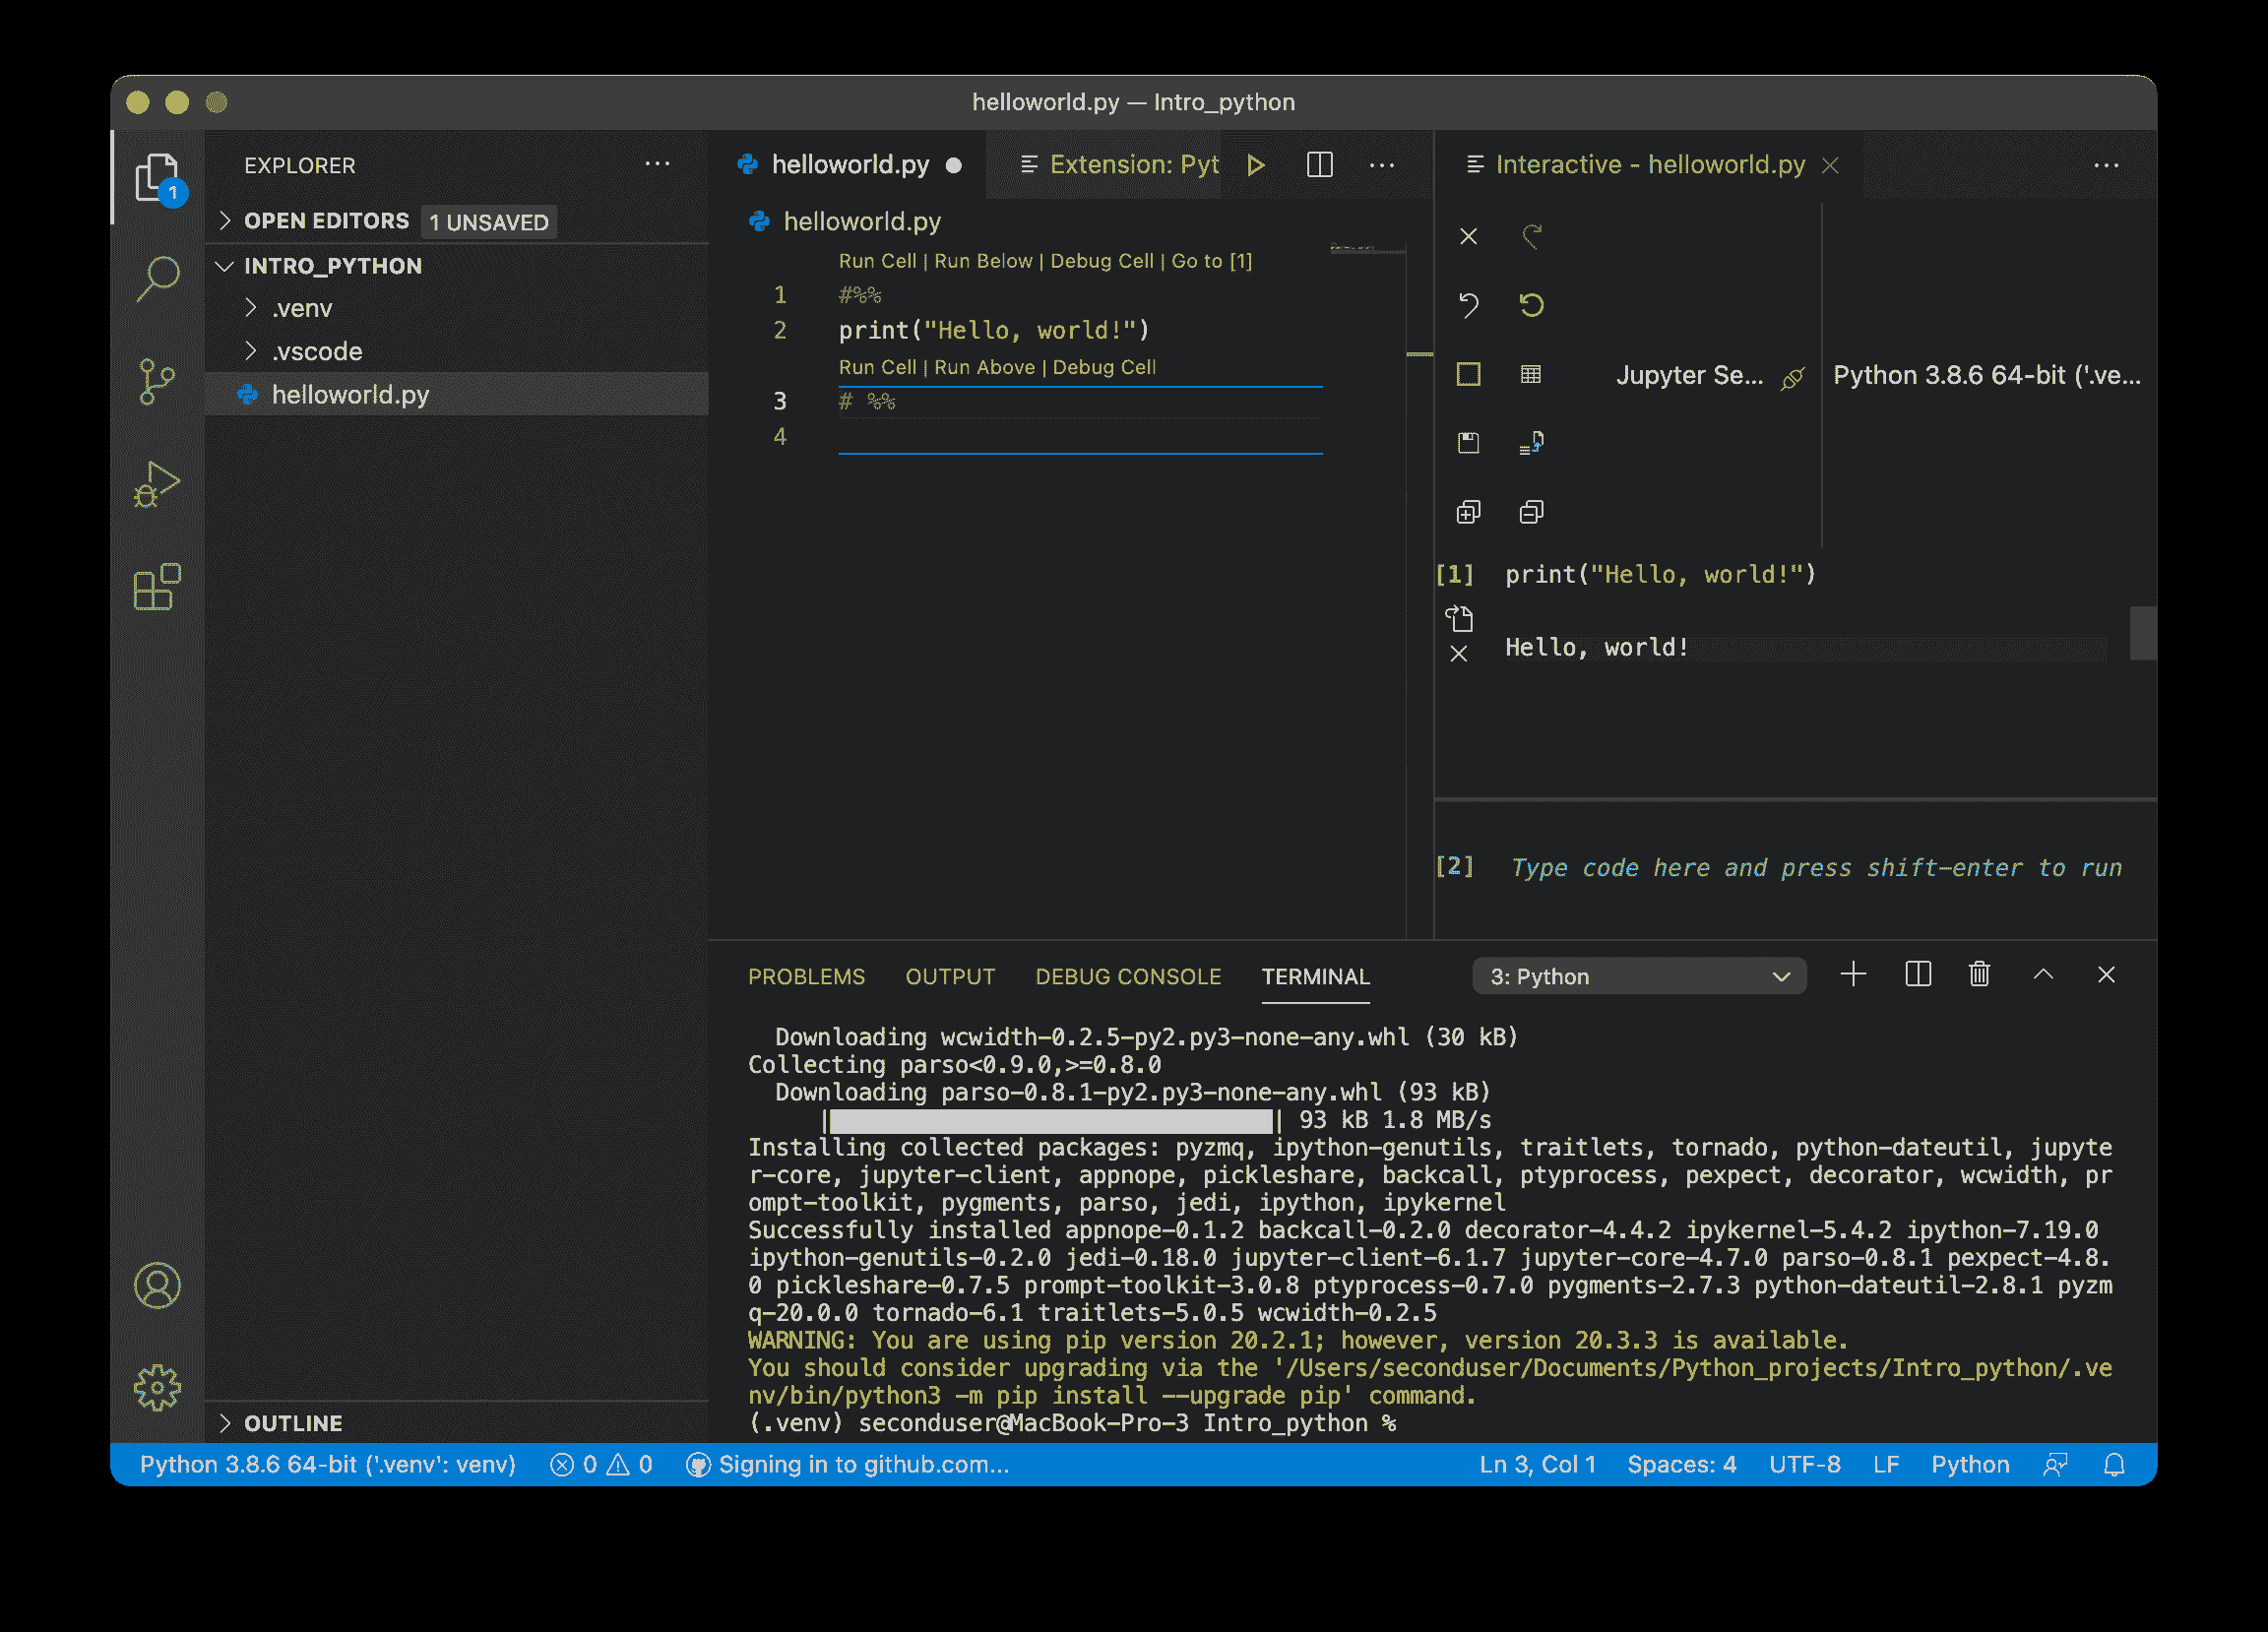 helloworld.py — Intro_python
1
EXPLORER
OPEN EDITORS 1 UNSAVED
INTRO_PYTHON
.venv
.vscode
helloworld.py
OUTLINE
helloworld.py
Extension: Pyt
helloworld.py
Run Cell | Run Below | Debug Cell | Go to [1]
1 #%%
2 print("Hello, world!")
Run Cell | Run Above | Debug Cell
3 # %%
4
Interactive - helloworld.py
Jupyter Se... Python 3.8.6 64-bit ('.ve...
[1] print("Hello, world!")
Hello, world!
[2] Type code here and press shift-enter to run
PROBLEMS OUTPUT DEBUG CONSOLE TERMINAL 3: Python
Downloading wcwidth-0.2.5-py2.py3-none-any.whl (30 kB)
Collecting parso<0.9.0,>=0.8.0
Downloading parso-0.8.1-py2.py3-none-any.whl (93 kB)
| | 93 kB 1.8 MB/s
Installing collected packages: pyzmq, ipython-genutils, traitlets, tornado, python-dateutil, jupyte
r-core, jupyter-client, appnope, pickleshare, backcall, ptyprocess, pexpect, decorator, wcwidth, pr
ompt-toolkit, pygments, parso, jedi, ipython, ipykernel
Successfully installed appnope-0.1.2 backcall-0.2.0 decorator-4.4.2 ipykernel-5.4.2 ipython-7.19.0
ipython-genutils-0.2.0 jedi-0.18.0 jupyter-client-6.1.7 jupyter-core-4.7.0 parso-0.8.1 pexpect-4.8.
0 pickleshare-0.7.5 prompt-toolkit-3.0.8 ptyprocess-0.7.0 pygments-2.7.3 python-dateutil-2.8.1 pyzm
q-20.0.0 tornado-6.1 traitlets-5.0.5 wcwidth-0.2.5
WARNING: You are using pip version 20.2.1; however, version 20.3.3 is available.
You should consider upgrading via the '/Users/seconduser/Documents/Python_projects/Intro_python/.ve
nv/bin/python3 -m pip install --upgrade pip' command.
(.venv) seconduser@MacBook-Pro-3 Intro_python %
Python 3.8.6 64-bit ('.venv': venv) 0 0 Signing in to github.com... Ln 3, Col 1 Spaces: 4 UTF-8 LF Python